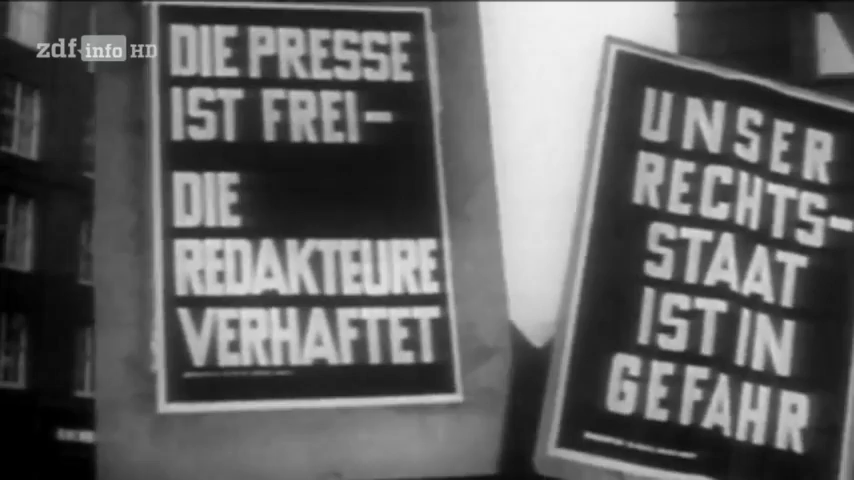 zdf info HD
DIE PRESSE
IST FREI–
DIE
REDAKTEURE
VERHAFTET
UNSER
RECHTS-
STAAT
IST IN
GEFAHR